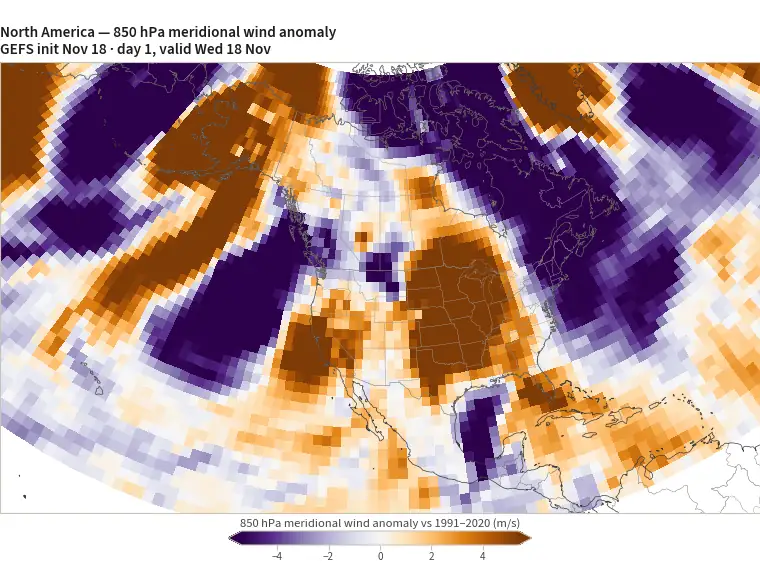 North America — 850 hPa meridional wind anomaly
GEFS init Nov 18 · day 1, valid Wed 18 Nov
850 hPa meridional wind anomaly vs 1991–2020 (m/s)
−4 −2 0 2 4